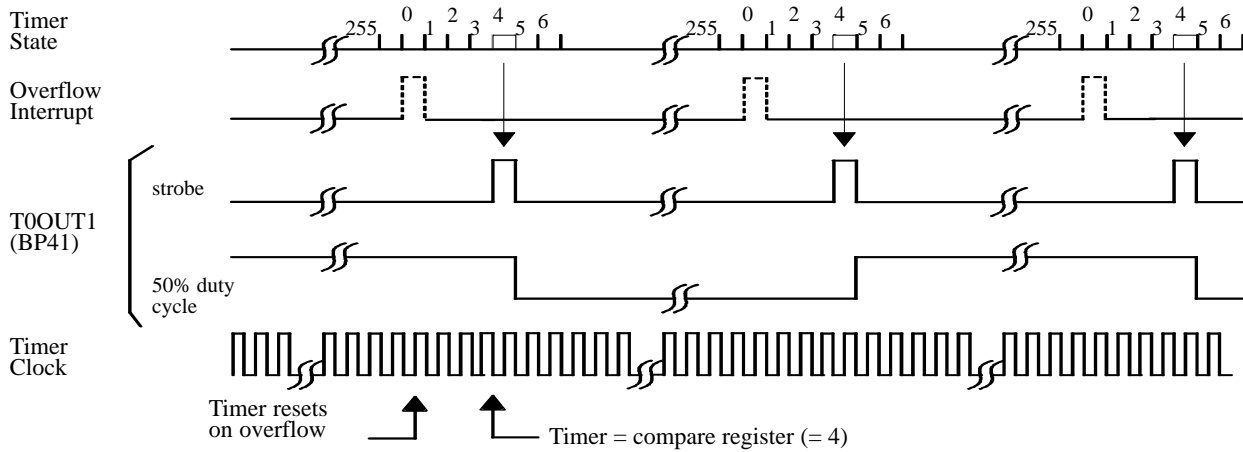 Timer
State
255 0 1 2 3 4 5 6 255 0 1 2 3 4 5 6 255 0 1 2 3 4 5 6
Overflow
Interrupt
strobe
T0OUT1
(BP41)
50% duty
cycle
Timer
Clock
Timer resets
on overflow
Timer = compare register (= 4)